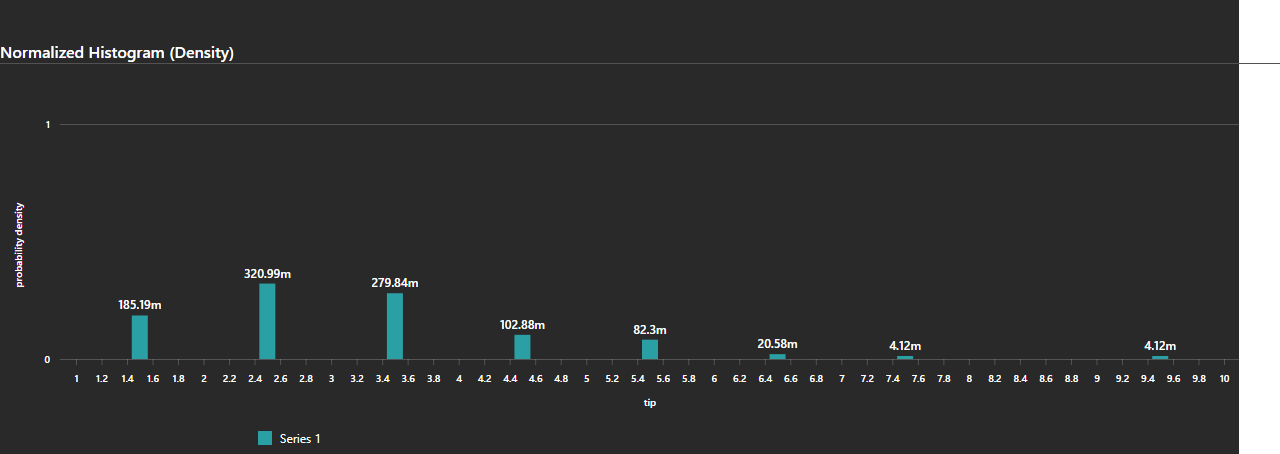 Normalized Histogram (Density)
1
probability density
320.99m
279.84m
185.19m
102.88m
82.3m
20.58m
4.12m
4.12m
0
1 1.2 1.4 1.6 1.8 2 2.2 2.4 2.6 2.8 3 3.2 3.4 3.6 3.8 4 4.2 4.4 4.6 4.8 5 5.2 5.4 5.6 5.8 6 6.2 6.4 6.6 6.8 7 7.2 7.4 7.6 7.8 8 8.2 8.4 8.6 8.8 9 9.2 9.4 9.6 9.8 10
tip
Series 1